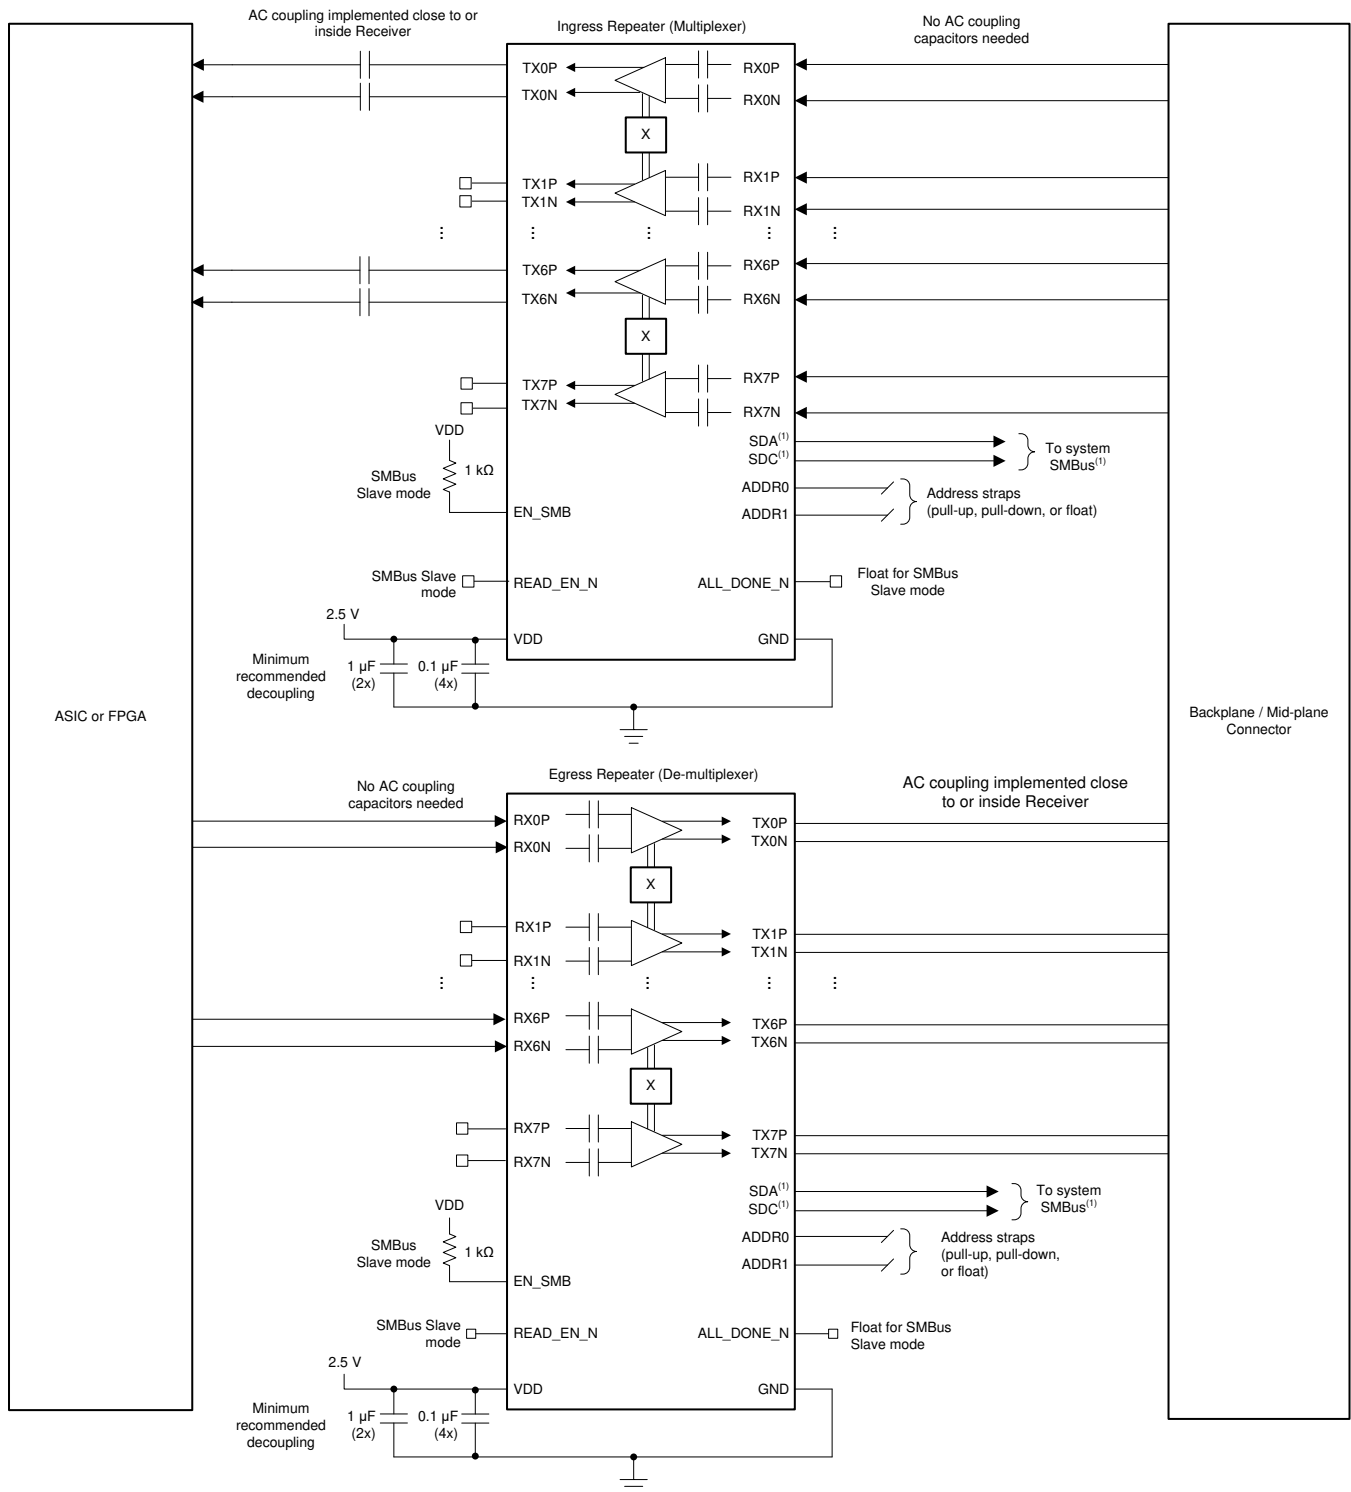 AC coupling implemented close to or
inside Receiver
Ingress Repeater (Multiplexer)
No AC coupling
capacitors needed
TX0P
RX0P
TX0N
RX0N
X
TX1P
RX1P
TX1N
RX1N
⋮ ⋮ ⋮ ⋮ ⋮
TX6P
RX6P
TX6N
RX6N
X
TX7P
RX7P
TX7N
RX7N
VDD
1 kΩ
SMBus
Slave mode
EN_SMB
SDA(1)
SDC(1)
To system
SMBus(1)
ADDR0
ADDR1
Address straps
(pull-up, pull-down, or float)
SMBus Slave
mode
READ_EN_N
ALL_DONE_N
Float for SMBus
Slave mode
2.5 V
VDD
GND
Minimum
recommended
decoupling
1 µF
(2x)
0.1 µF
(4x)
ASIC or FPGA
Backplane / Mid-plane
Connector
Egress Repeater (De-multiplexer)
No AC coupling
capacitors needed
AC coupling implemented close
to or inside Receiver
RX0P
TX0P
RX0N
TX0N
X
RX1P
TX1P
RX1N
TX1N
⋮ ⋮ ⋮ ⋮ ⋮
RX6P
TX6P
RX6N
TX6N
X
RX7P
TX7P
RX7N
TX7N
VDD
1 kΩ
SMBus
Slave mode
EN_SMB
SDA(1)
SDC(1)
To system
SMBus(1)
ADDR0
ADDR1
Address straps
(pull-up, pull-down,
or float)
SMBus Slave
mode
READ_EN_N
ALL_DONE_N
Float for SMBus
Slave mode
2.5 V
VDD
GND
Minimum
recommended
decoupling
1 µF
(2x)
0.1 µF
(4x)